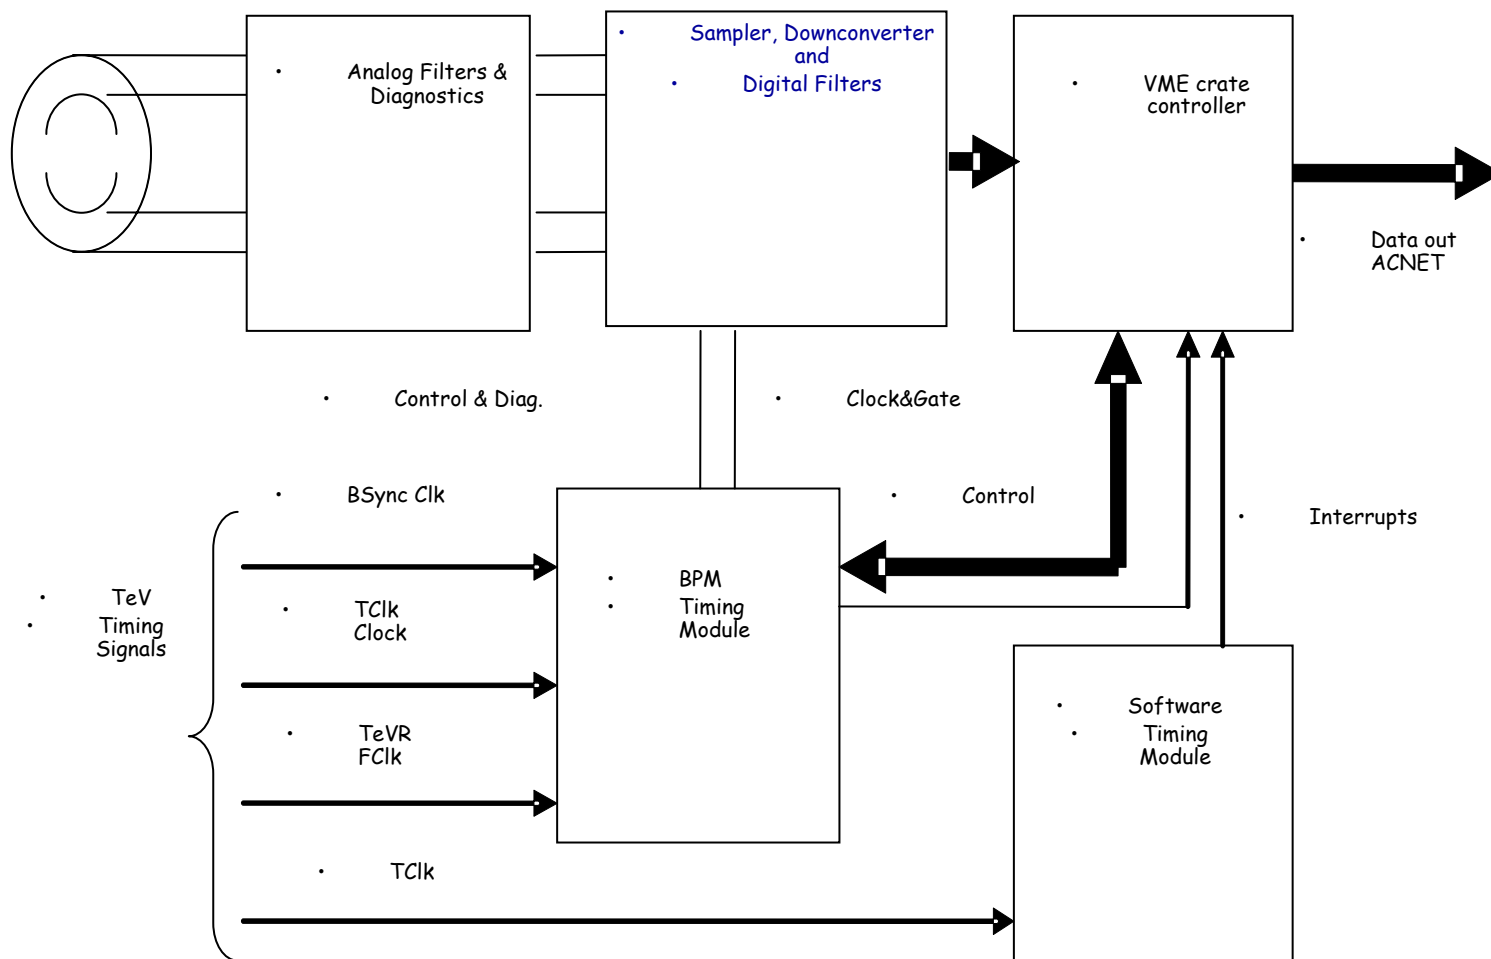 • Analog Filters &
Diagnostics
• Sampler, Downconverter
and
• Digital Filters
• VME crate
controller
• Data out
ACNET
• Control & Diag.
• Clock&Gate
• BSync Clk
• Control
• Interrupts
• TeV
• Timing
Signals
• TClk
Clock
• BPM
• Timing
Module
• TeVR
FClk
• Software
• Timing
Module
• TClk